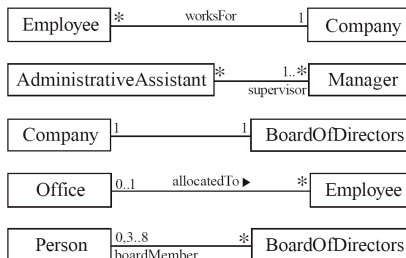 Employee * worksFor 1 Company
AdministrativeAssistant * 1..* Manager
supervisor
Company 1 1 BoardOfDirectors
Office 0..1 allocatedTo ▶ * Employee
Person 0,3..8 * BoardOfDirectors
boardMember